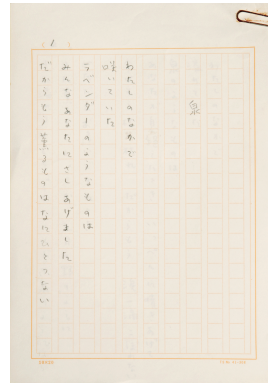 泉
わたしのなかで
咲いていた
ラベンダーのようなものは
みんなあなたにさしあげました
だからもう薫るものはなにひとつない